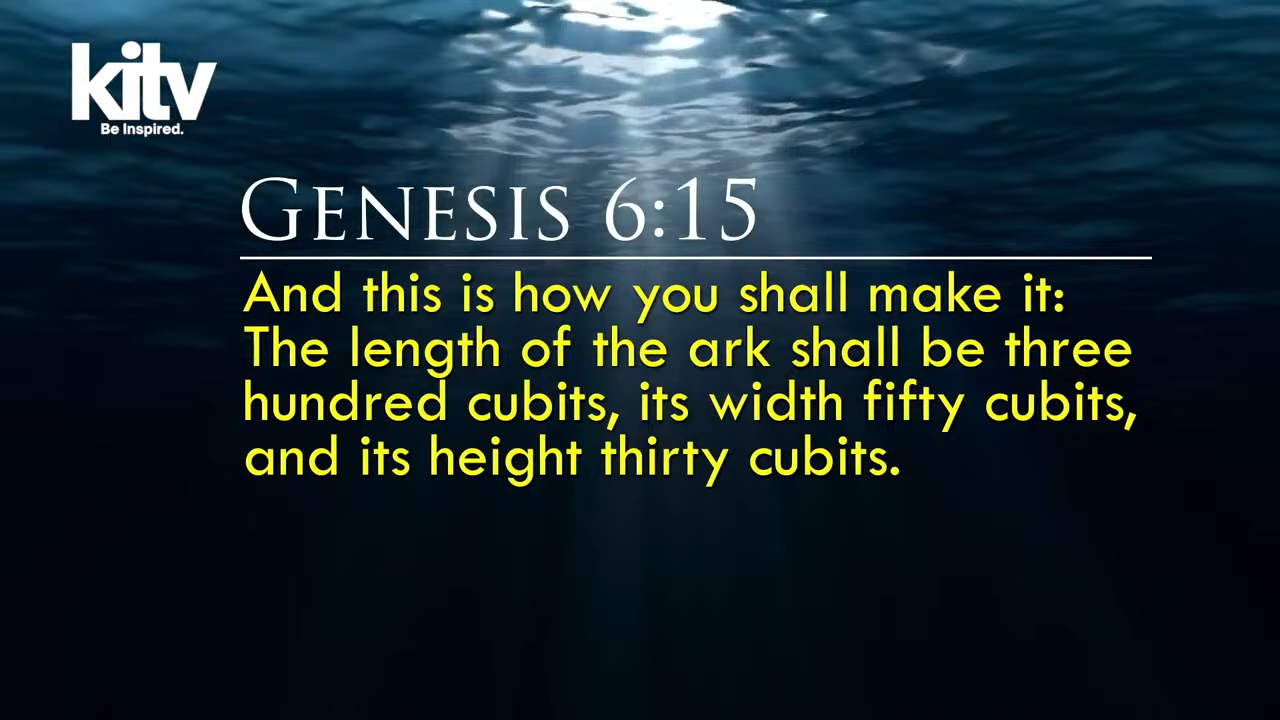 kitv
Be Inspired.
GENESIS 6:15
And this is how you shall make it:
The length of the ark shall be three
hundred cubits, its width fifty cubits,
and its height thirty cubits.